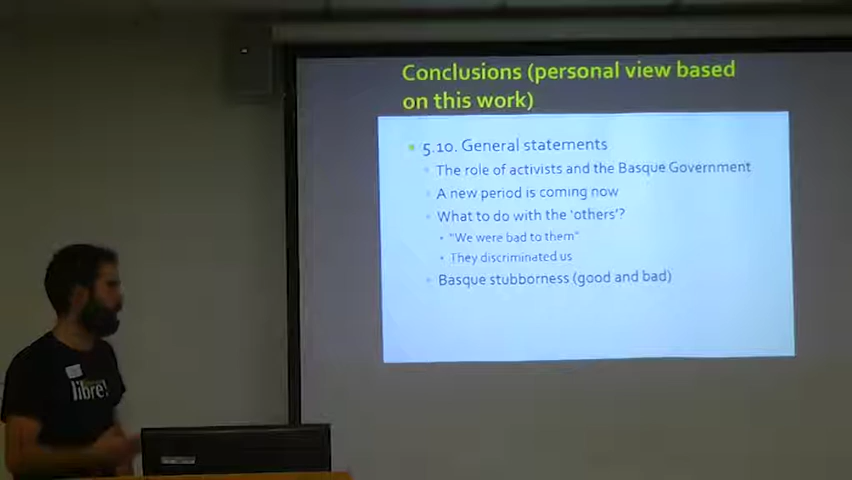 Conclusions (personal view based
on this work)
5.10. General statements
The role of activists and the Basque Government
A new period is coming now
What to do with the 'others'?
"We were bad to them"
They discriminated us
Basque stubborness (good and bad)
libre!